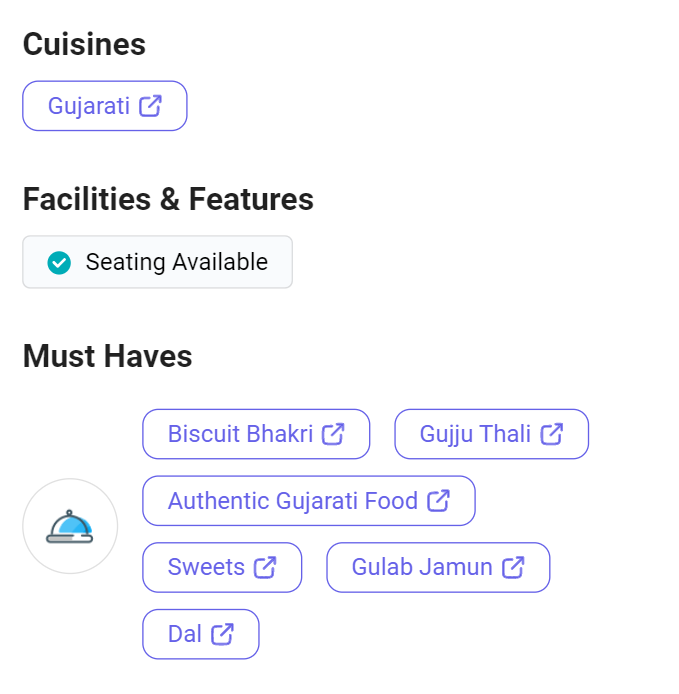 Cuisines
Gujarati
Facilities & Features
Seating Available
Must Haves
Biscuit Bhakri Gujju Thali
Authentic Gujarati Food
Sweets Gulab Jamun
Dal